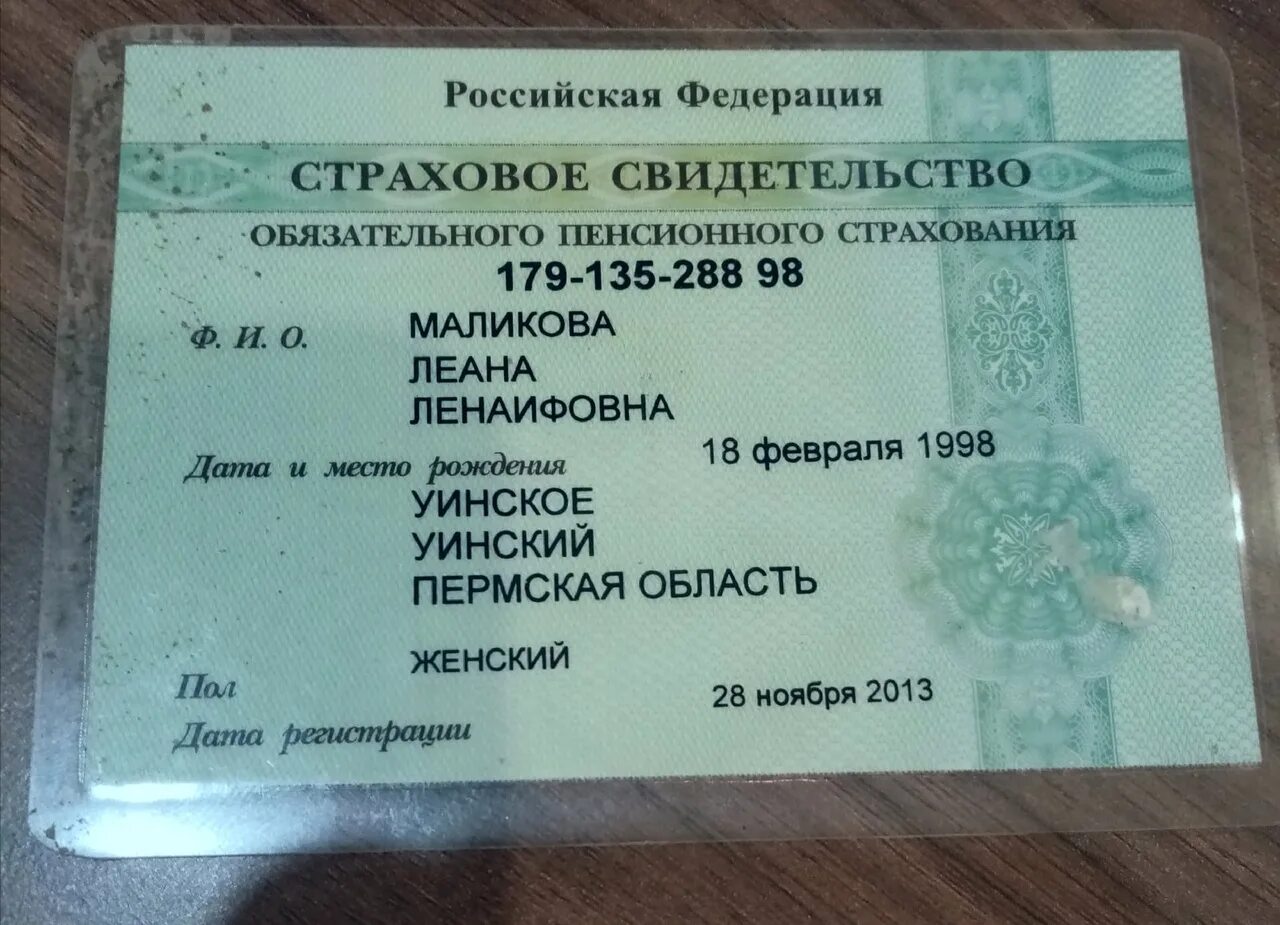 Российская Федерация
СТРАХОВОЕ СВИДЕТЕЛЬСТВО
ОБЯЗАТЕЛЬНОГО ПЕНСИОННОГО СТРАХОВАНИЯ
179-135-288 98
Ф. И. О. МАЛИКОВА
ЛЕАНА
ЛЕНАИФОВНА
Дата и место рождения 18 февраля 1998
УИНСКОЕ
УИНСКИЙ
ПЕРМСКАЯ ОБЛАСТЬ
Пол ЖЕНСКИЙ
Дата регистрации 28 ноября 2013